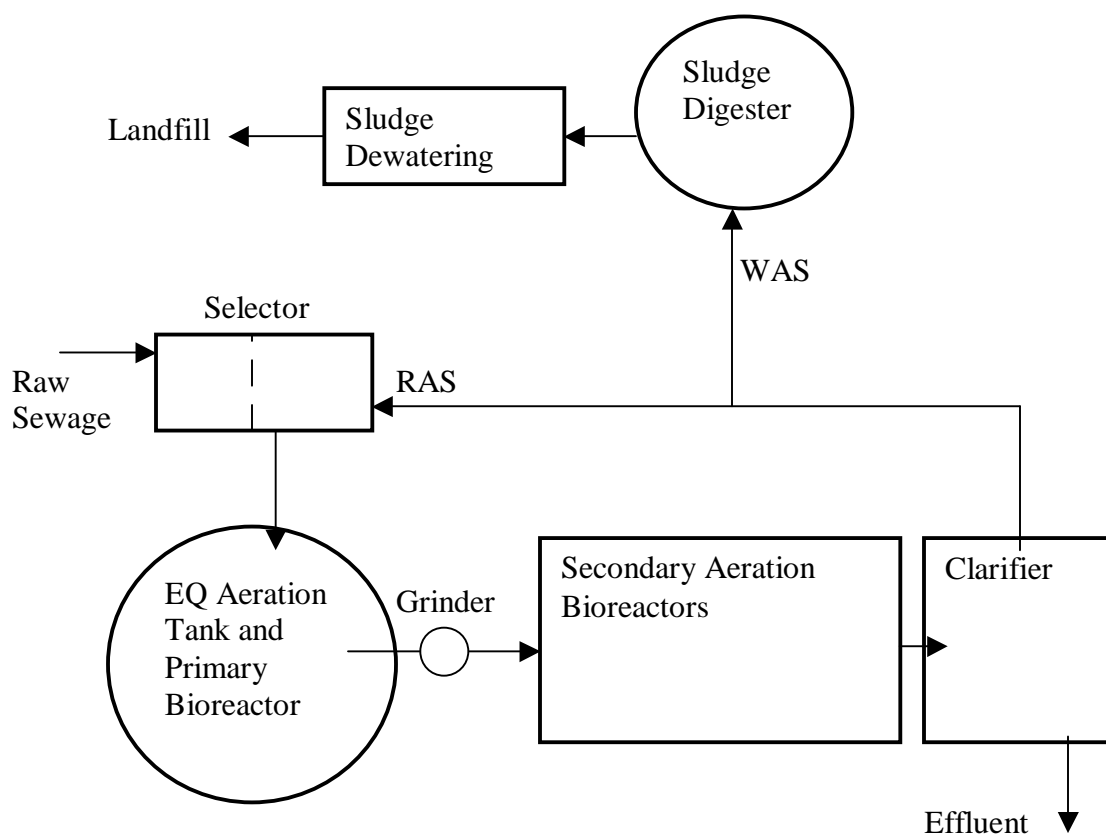 Sludge
Digester
Landfill
Sludge
Dewatering
WAS
Selector
Raw
Sewage
RAS
EQ Aeration
Tank and
Primary
Bioreactor
Grinder
Secondary Aeration
Bioreactors
Clarifier
Effluent